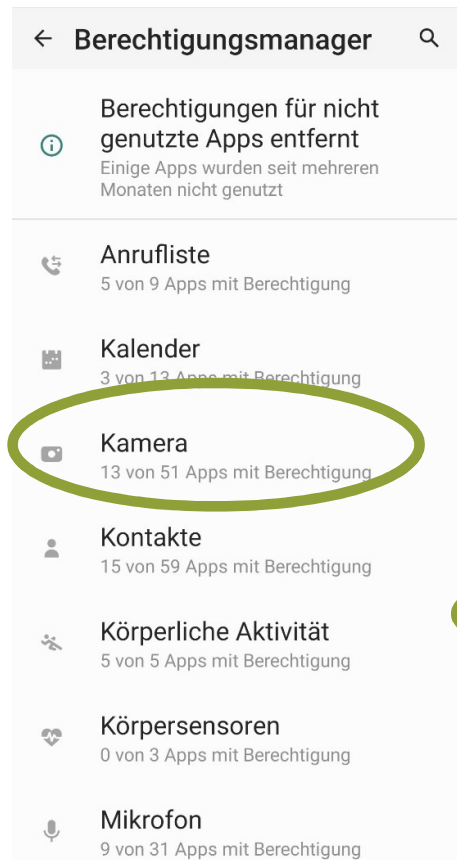 Berechtigungsmanager
Berechtigungen für nicht
genutzte Apps entfernt
Einige Apps wurden seit mehreren
Monaten nicht genutzt
Anrufliste
5 von 9 Apps mit Berechtigung
Kalender
3 von 13 Apps mit Berechtigung
Kamera
13 von 51 Apps mit Berechtigung
Kontakte
15 von 59 Apps mit Berechtigung
Körperliche Aktivität
5 von 5 Apps mit Berechtigung
Körpersensoren
0 von 3 Apps mit Berechtigung
Mikrofon
9 von 31 Apps mit Berechtigung